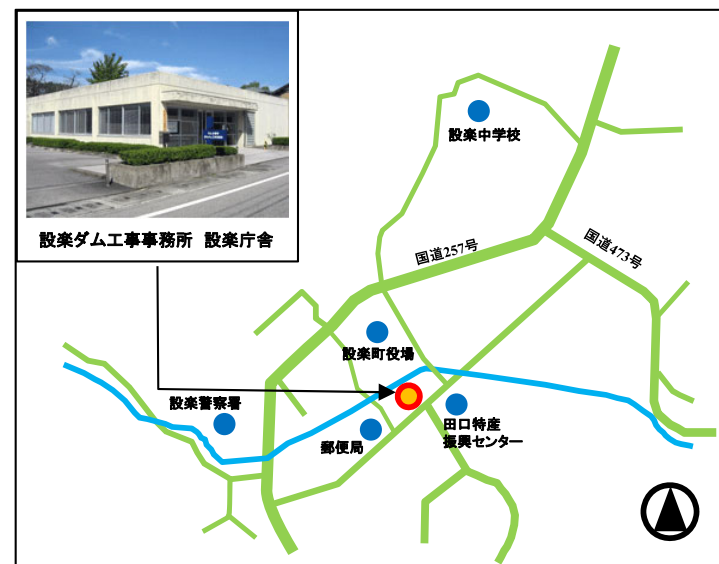 設楽ダム工事事務所 設楽庁舎
設楽中学校
国道257号
国道473号
設楽町役場
設楽警察署
郵便局
田口特産
振興センター